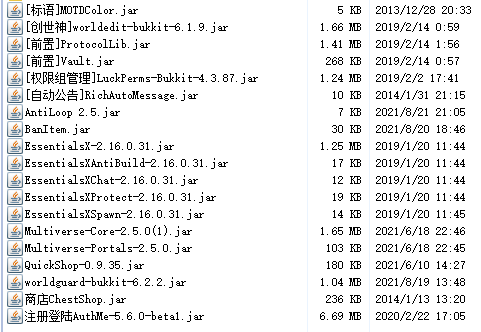 [标语]MOTDColor.jar 5 KB 2013/12/28 20:33
[创世神]worldedit-bukkit-6.1.9.jar 1.66 MB 2019/2/14 0:59
[前置]ProtocolLib.jar 1.41 MB 2019/2/14 1:56
[前置]Vault.jar 268 KB 2019/2/14 0:57
[权限组管理]LuckPerms-Bukkit-4.3.87.jar 1.24 MB 2019/2/2 17:41
[自动公告]RichAutoMessage.jar 10 KB 2014/1/31 21:15
AntiLoop 2.5.jar 7 KB 2021/8/21 21:05
BanItem.jar 30 KB 2021/8/20 18:46
EssentialsX-2.16.0.31.jar 1.25 MB 2019/1/20 11:44
EssentialsXAntiBuild-2.16.0.31.jar 17 KB 2019/1/20 11:44
EssentialsXChat-2.16.0.31.jar 14 KB 2019/1/20 11:44
EssentialsXProtect-2.16.0.31.jar 19 KB 2019/1/20 11:44
EssentialsXSpawn-2.16.0.31.jar 14 KB 2019/1/20 11:45
Multiverse-Core-2.5.0(1).jar 1.65 MB 2021/6/18 22:46
Multiverse-Portals-2.5.0.jar 103 KB 2021/6/18 22:45
QuickShop-0.9.35.jar 180 KB 2021/6/10 14:27
worldguard-bukkit-6.2.2.jar 1.04 MB 2021/8/19 13:48
商店ChestShop.jar 236 KB 2014/1/13 13:20
注册登陆AuthMe-5.6.0-beta1.jar 6.69 MB 2020/2/22 17:05